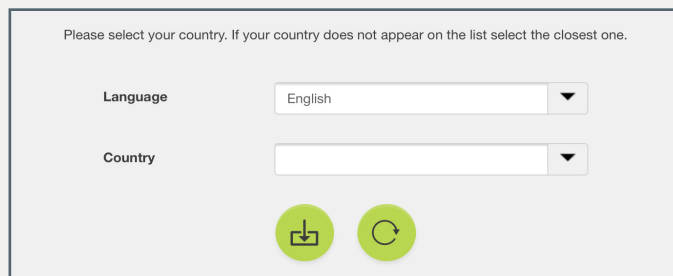 Please select your country. If your country does not appear on the list select the closest one.
Language
English
Country